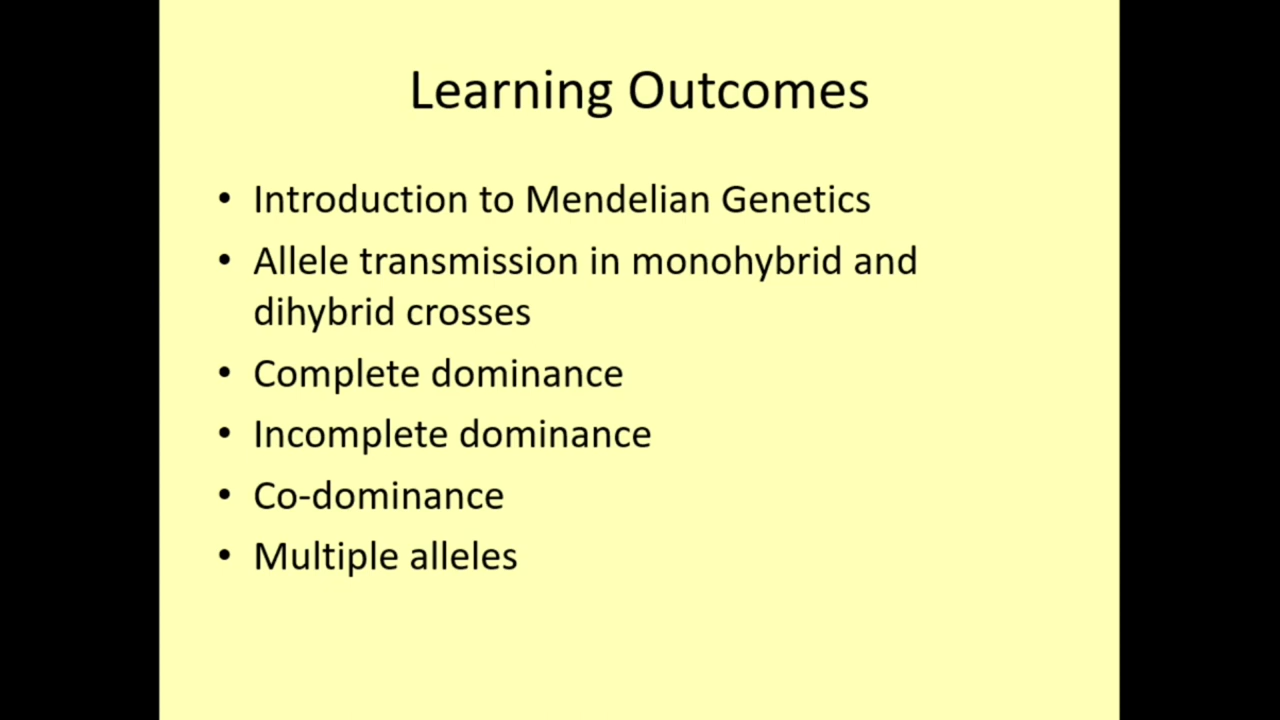 Learning Outcomes
• Introduction to Mendelian Genetics
• Allele transmission in monohybrid and
dihybrid crosses
• Complete dominance
• Incomplete dominance
• Co-dominance
• Multiple alleles